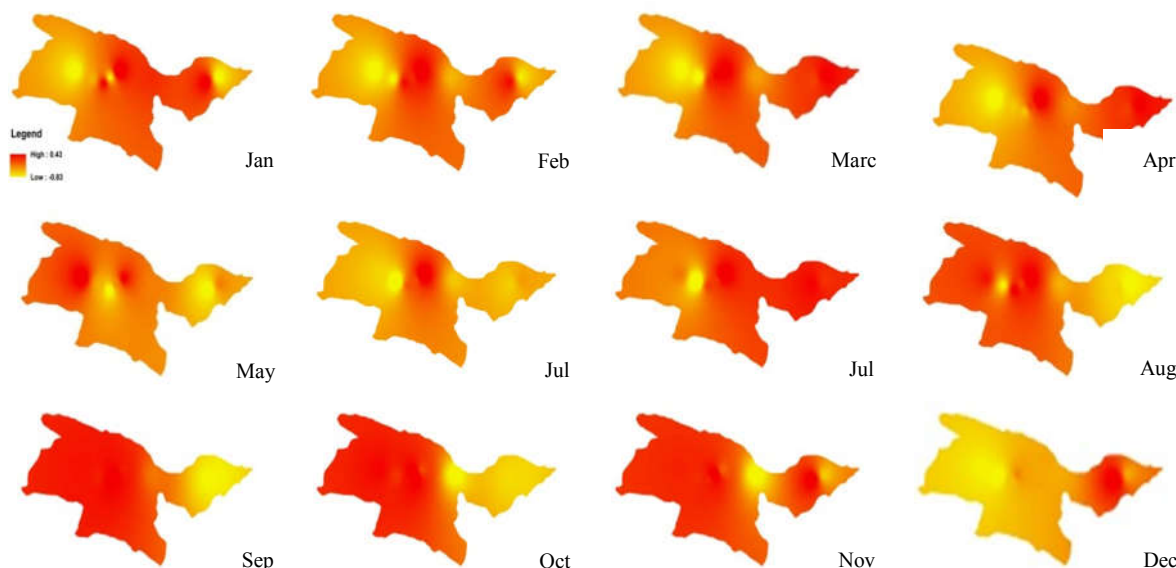 Legend
High : 0.43
Low : -0.83
Jan
Feb
Marc
Apr
May
Jul
Jul
Aug
Sep
Oct
Nov
Dec